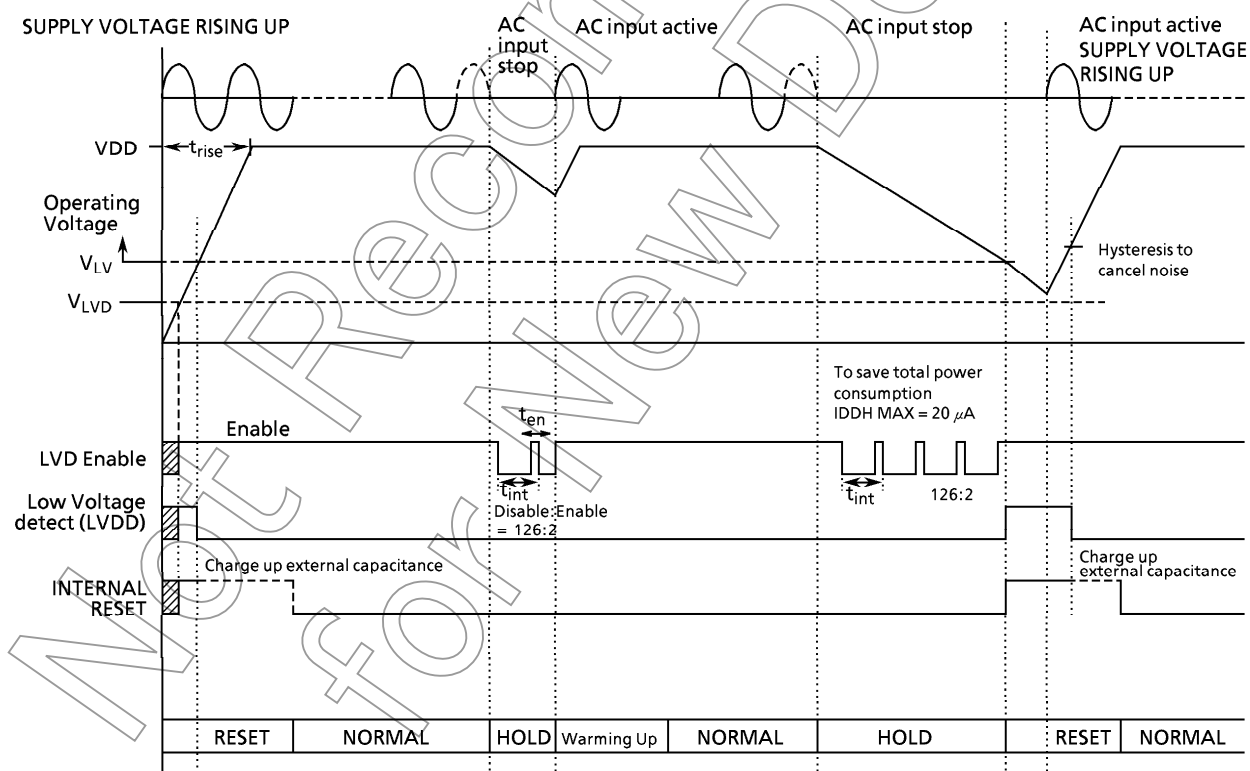 SUPPLY VOLTAGE RISING UP
AC
input
stop
AC input active
AC input stop
AC input active
SUPPLY VOLTAGE
RISING UP
VDD
trise
Operating
Voltage
VLV
VLVD
Hysteresis to
cancel noise
To save total power
consumption
IDDH MAX = 20 μA
Enable
ten
LVD Enable
tint
Disable:Enable
= 126:2
tint
126:2
Low Voltage
detect (LVDD)
Charge up external capacitance
Charge up
external capacitance
INTERNAL
RESET
RESET
NORMAL
HOLD
Warming Up
NORMAL
HOLD
RESET
NORMAL
Not Recom
for New De